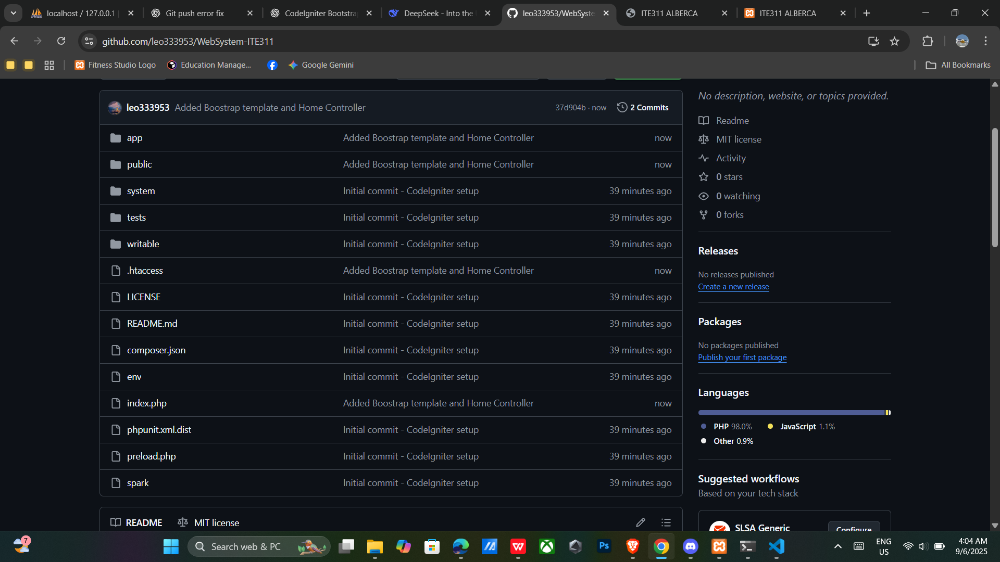 localhost / 127.0.0.1
Git push error fix
CodeIgniter Bootstra
DeepSeek - Into the
leo333953/WebSyste
ITE311 ALBERCA
ITE311 ALBERCA
github.com/leo333953/WebSystem-ITE311
Fitness Studio Logo
Education Manage...
Google Gemini
All Bookmarks
leo333953 Added Boostrap template and Home Controller 37d904b · now 2 Commits
app Added Boostrap template and Home Controller now
public Added Boostrap template and Home Controller now
system Initial commit - CodeIgniter setup 39 minutes ago
tests Initial commit - CodeIgniter setup 39 minutes ago
writable Initial commit - CodeIgniter setup 39 minutes ago
.htaccess Added Boostrap template and Home Controller now
LICENSE Initial commit - CodeIgniter setup 39 minutes ago
README.md Initial commit - CodeIgniter setup 39 minutes ago
composer.json Initial commit - CodeIgniter setup 39 minutes ago
env Initial commit - CodeIgniter setup 39 minutes ago
index.php Added Boostrap template and Home Controller now
phpunit.xml.dist Initial commit - CodeIgniter setup 39 minutes ago
preload.php Initial commit - CodeIgniter setup 39 minutes ago
spark Initial commit - CodeIgniter setup 39 minutes ago
README MIT license
No description, website, or topics provided.
Readme
MIT license
Activity
0 stars
0 watching
0 forks
Releases
No releases published
Create a new release
Packages
No packages published
Publish your first package
Languages
PHP 98.0% JavaScript 1.1%
Other 0.9%
Suggested workflows
Based on your tech stack
SLSA Generic
Configure
7
Search web & PC
Ps
ENG
US
4:04 AM
9/6/2025